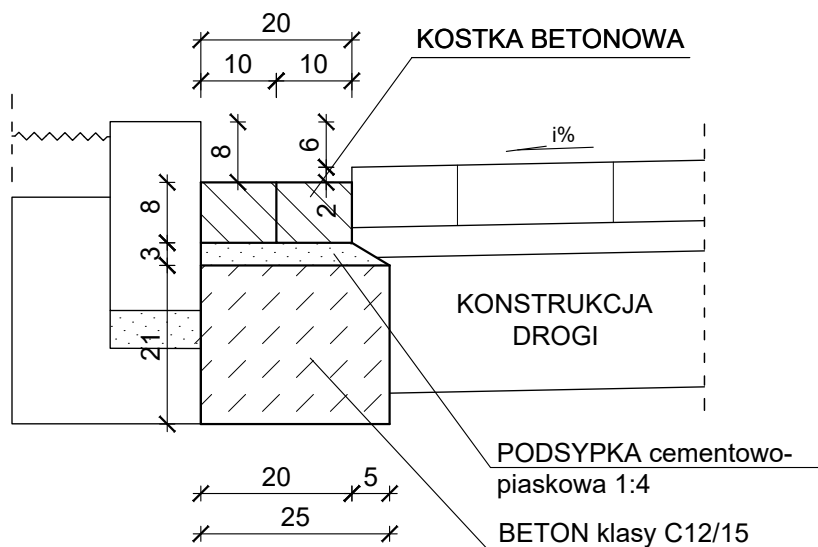 20
KOSTKA BETONOWA
10
10
i%
8
6
8
2
3
21
KONSTRUKCJA
DROGI
PODSYPKA cementowo-
piaskowa 1:4
20
5
25
BETON klasy C12/15